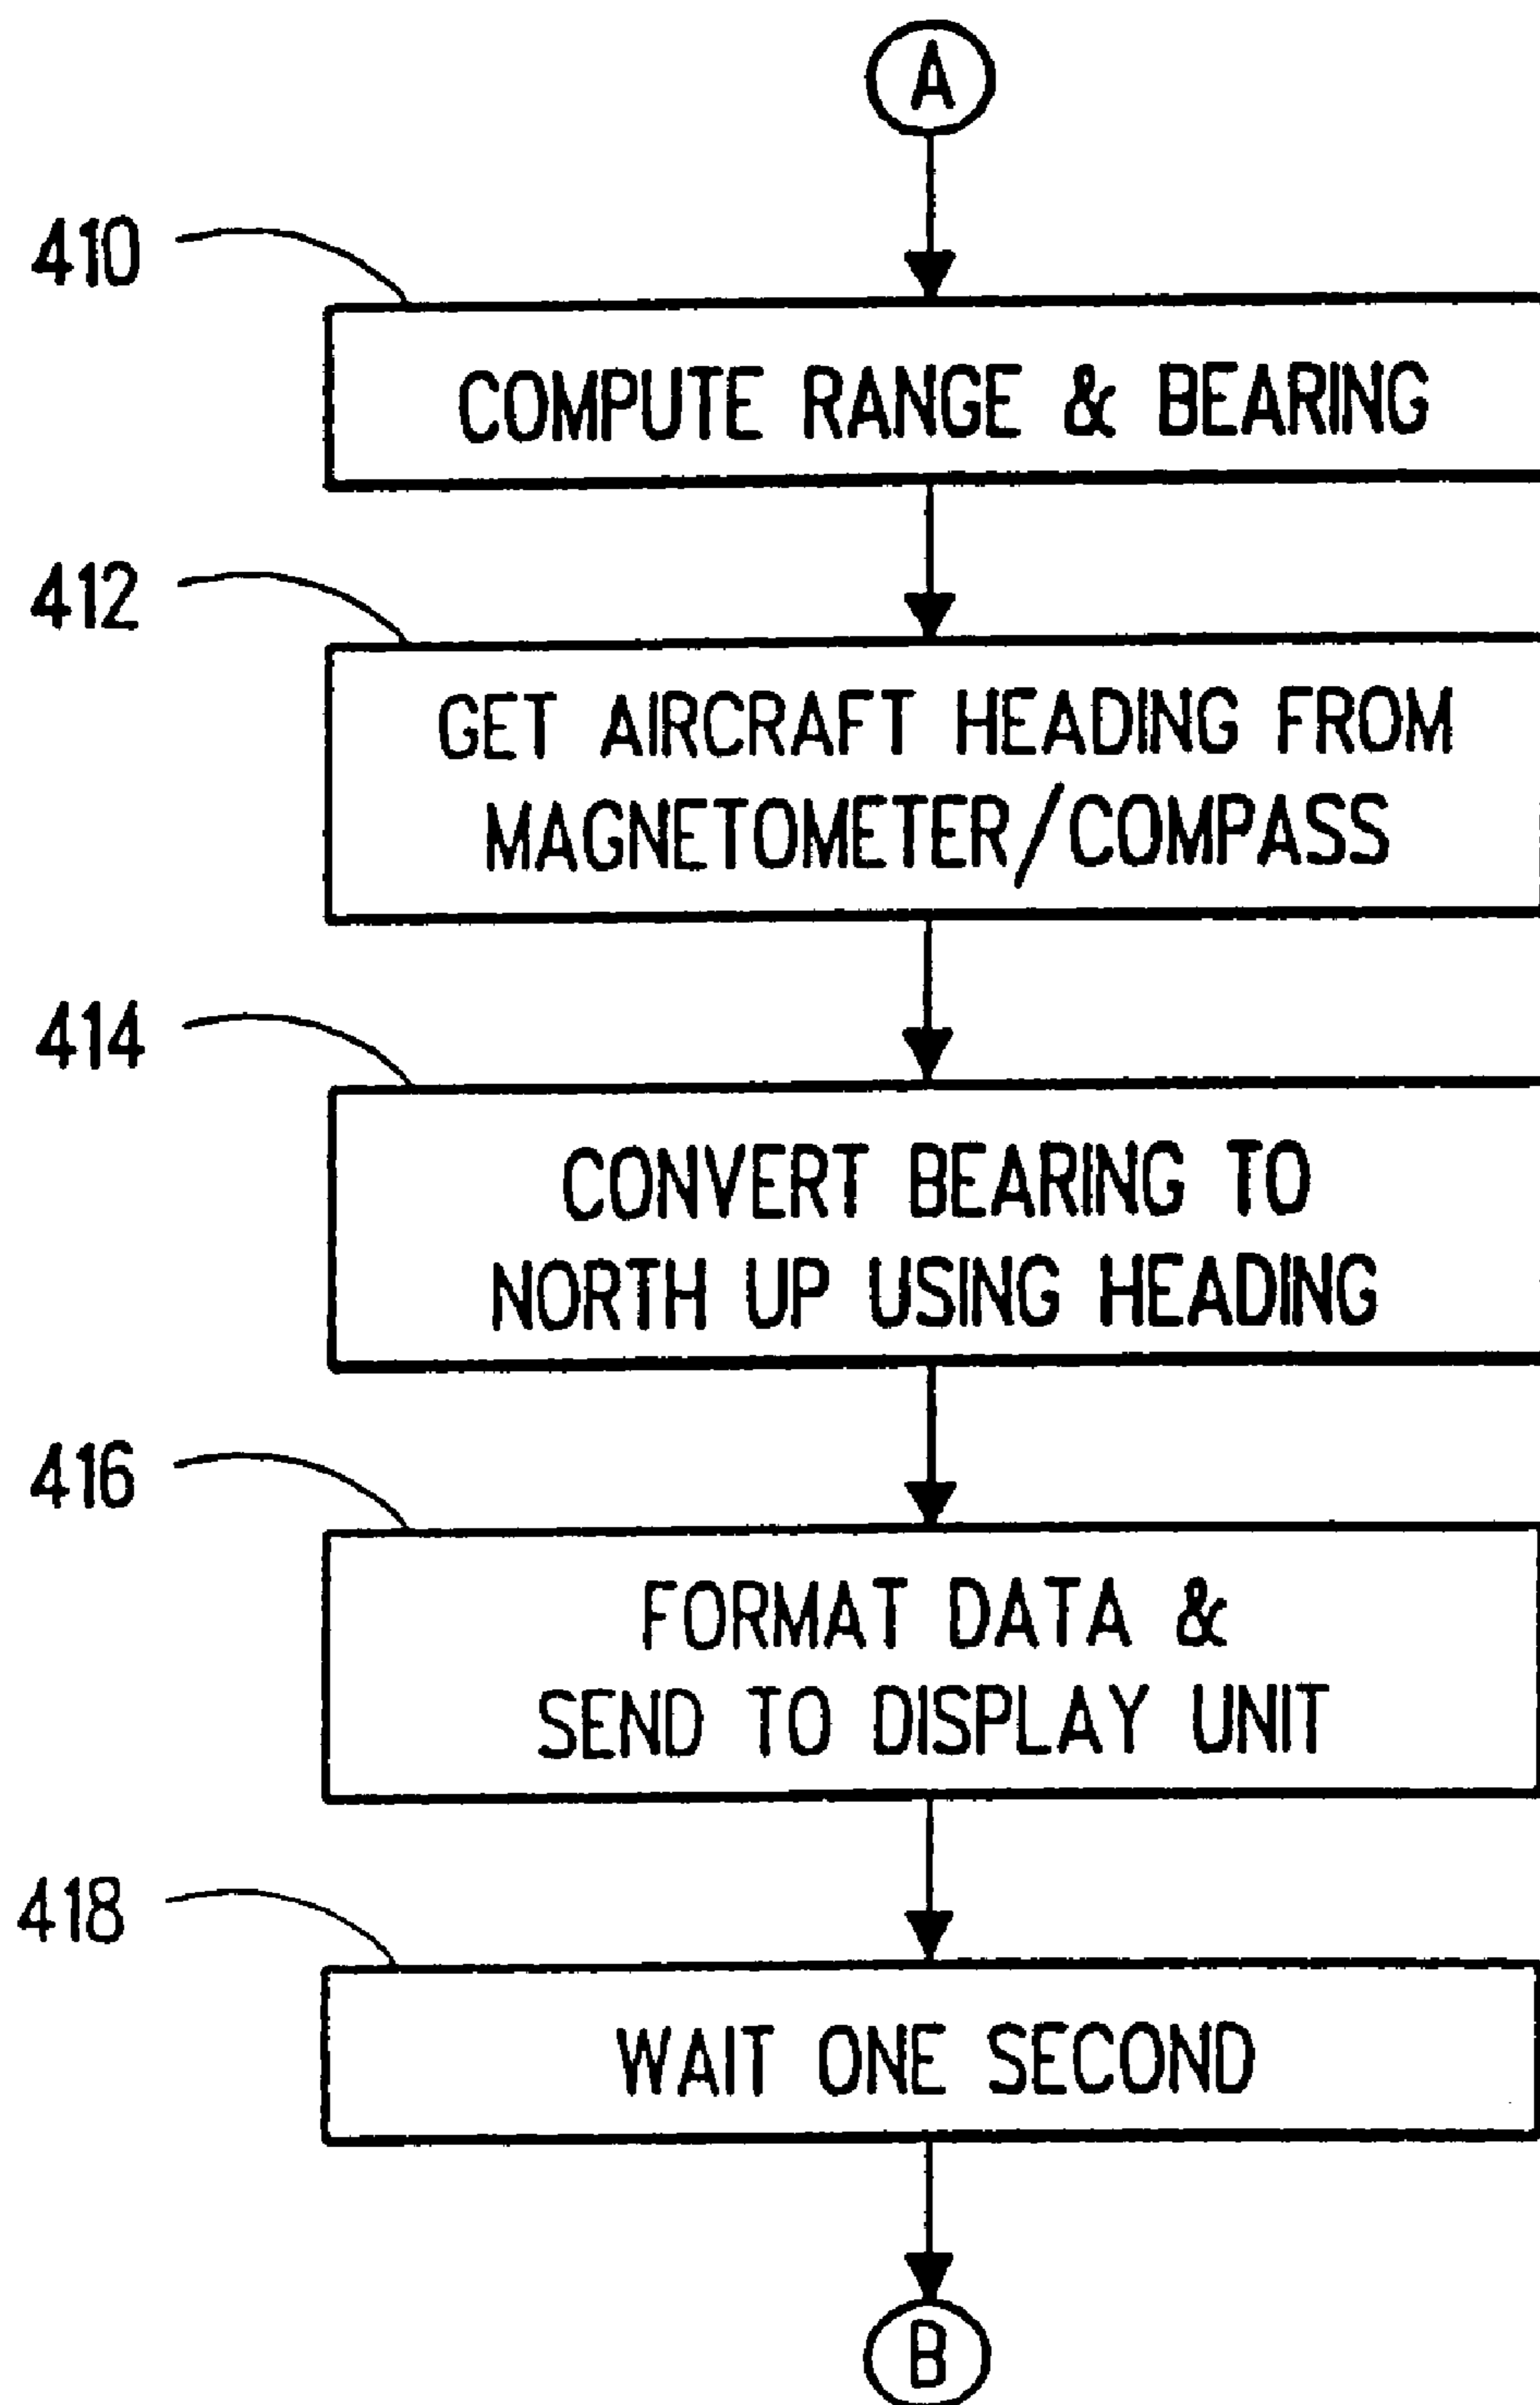 A
410
COMPUTE RANGE & BEARING
412
GET AIRCRAFT HEADING FROM
MAGNETOMETER/COMPASS
414
CONVERT BEARING TO
NORTH UP USING HEADING
416
FORMAT DATA &
SEND TO DISPLAY UNIT
418
WAIT ONE SECOND
B